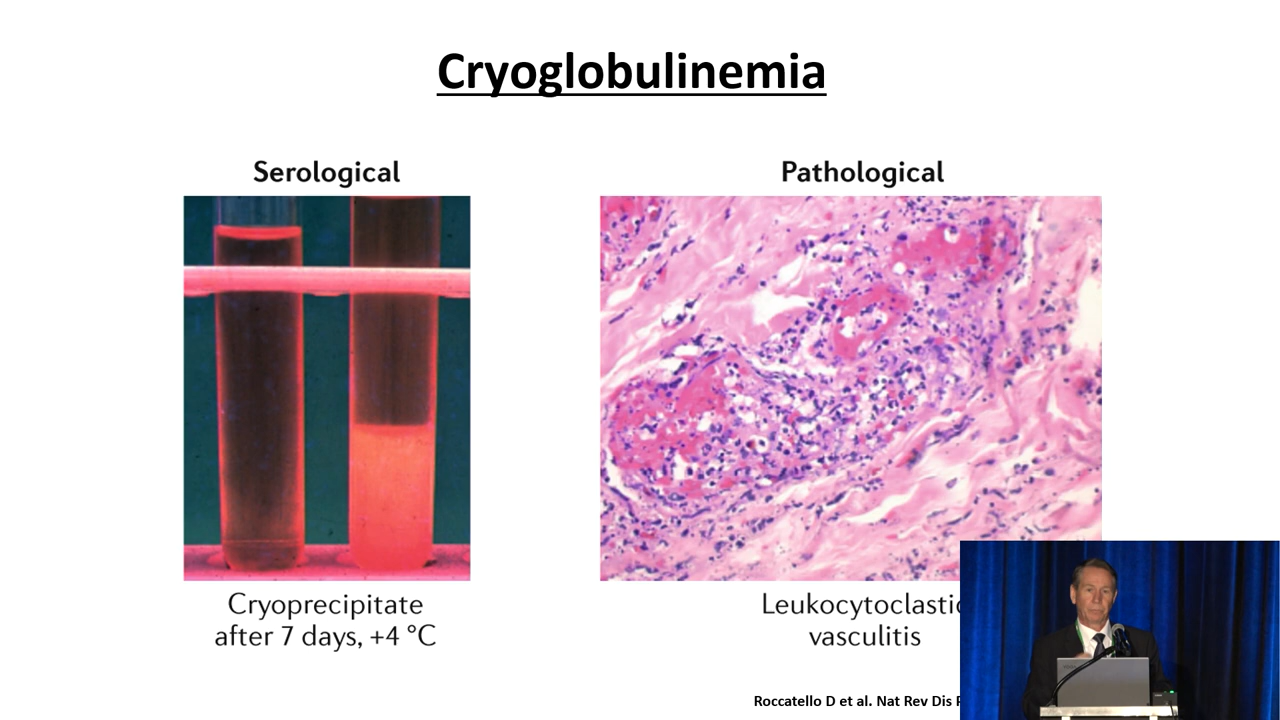 Cryoglobulinemia
Serological
Pathological
Cryoprecipitate
after 7 days, +4 °C
Leukocytoclastic
vasculitis
Roccatello D et al. Nat Rev Dis